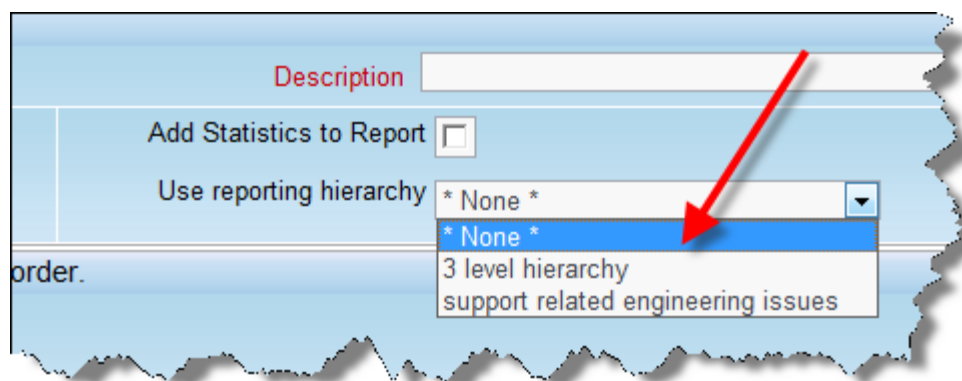 Description
Add Statistics to Report
Use reporting hierarchy * None *
* None *
3 level hierarchy
order.
support related engineering issues